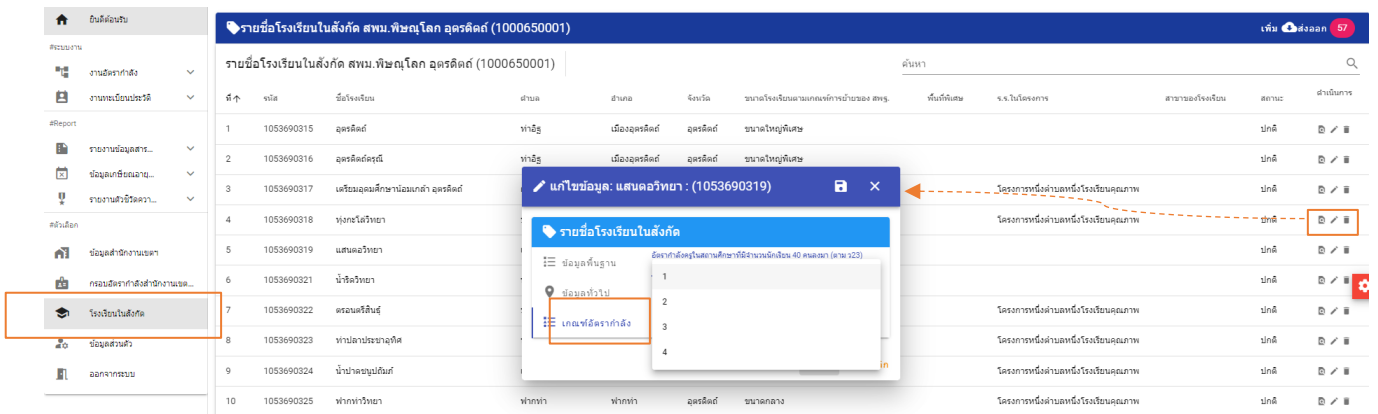 ยินดีต้อนรับ
#ระบบงาน
งานอัตรากำลัง
งานทะเบียนประวัติ
#Report
รายงานข้อมูลสาร...
ข้อมูลเกษียณอายุ...
รายงานตัวชี้วัดควา...
#ตัวเลือก
ข้อมูลสำนักงานเขตฯ
กรอบอัตรากำลังสำนักงานเขต...
โรงเรียนในสังกัด
ข้อมูลส่วนตัว
ออกจากระบบ
รายชื่อโรงเรียนในสังกัด สพม.พิษณุโลก อุตรดิตถ์ (1000650001) เพิ่ม ส่งออก 57
รายชื่อโรงเรียนในสังกัด สพม.พิษณุโลก อุตรดิตถ์ (1000650001) ค้นหา
ที่ รหัส ชื่อโรงเรียน ตำบล อำเภอ จังหวัด ขนาดโรงเรียนตามเกณฑ์การย้ายของ สพฐ. พื้นที่พิเศษ ร.ร.ในโครงการ สาขาของโรงเรียน สถานะ ดำเนินการ
1 1053690315 อุตรดิตถ์ ท่าอิฐ เมืองอุตรดิตถ์ อุตรดิตถ์ ขนาดใหญ่พิเศษ ปกติ
2 1053690316 อุตรดิตถ์ดรุณี ท่าอิฐ เมืองอุตรดิตถ์ อุตรดิตถ์ ขนาดใหญ่พิเศษ ปกติ
3 1053690317 เตรียมอุดมศึกษาน้อมเกล้า อุตรดิตถ์ โครงการหนึ่งตำบลหนึ่งโรงเรียนคุณภาพ ปกติ
4 1053690318 ทุ่งกะโล่วิทยา โครงการหนึ่งตำบลหนึ่งโรงเรียนคุณภาพ ปกติ
5 1053690319 แสนตอวิทยา ปกติ
6 1053690321 น้ำริดวิทยา ปกติ
7 1053690322 ตรอนตรีสินธุ์ โครงการหนึ่งตำบลหนึ่งโรงเรียนคุณภาพ ปกติ
8 1053690323 ท่าปลาประชาอุทิศ โครงการหนึ่งตำบลหนึ่งโรงเรียนคุณภาพ ปกติ
9 1053690324 น้ำปาดชนูปถัมภ์ โครงการหนึ่งตำบลหนึ่งโรงเรียนคุณภาพ ปกติ
10 1053690325 ฟากท่าวิทยา ฟากท่า ฟากท่า อุตรดิตถ์ ขนาดกลาง โครงการหนึ่งตำบลหนึ่งโรงเรียนคุณภาพ ปกติ
แก้ไขข้อมูล: แสนตอวิทยา : (1053690319)
รายชื่อโรงเรียนในสังกัด
ข้อมูลพื้นฐาน
ข้อมูลทั่วไป
เกณฑ์อัตรากำลัง
อัตรากำลังครูในสถานศึกษาที่มีจำนวนนักเรียน 40 คนลงมา (ตาม ว23)
1
2
3
4